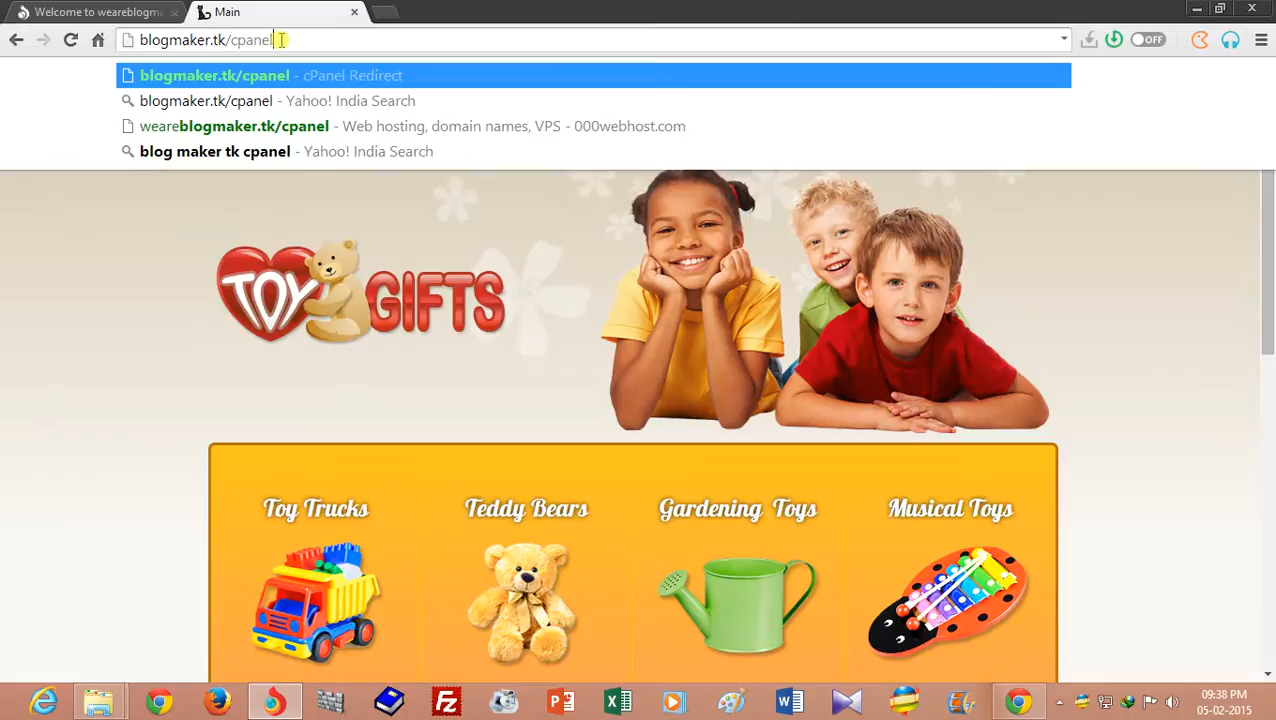 Welcome to weareblogma
Main
blogmaker.tk/cpanel
OFF
blogmaker.tk/cpanel - cPanel Redirect
blogmaker.tk/cpanel - Yahoo! India Search
weareblogmaker.tk/cpanel - Web hosting, domain names, VPS - 000webhost.com
blog maker tk cpanel - Yahoo! India Search
TOY GIFTS
Toy Trucks
Teddy Bears
Gardening Toys
Musical Toys
09:38 PM
05-02-2015